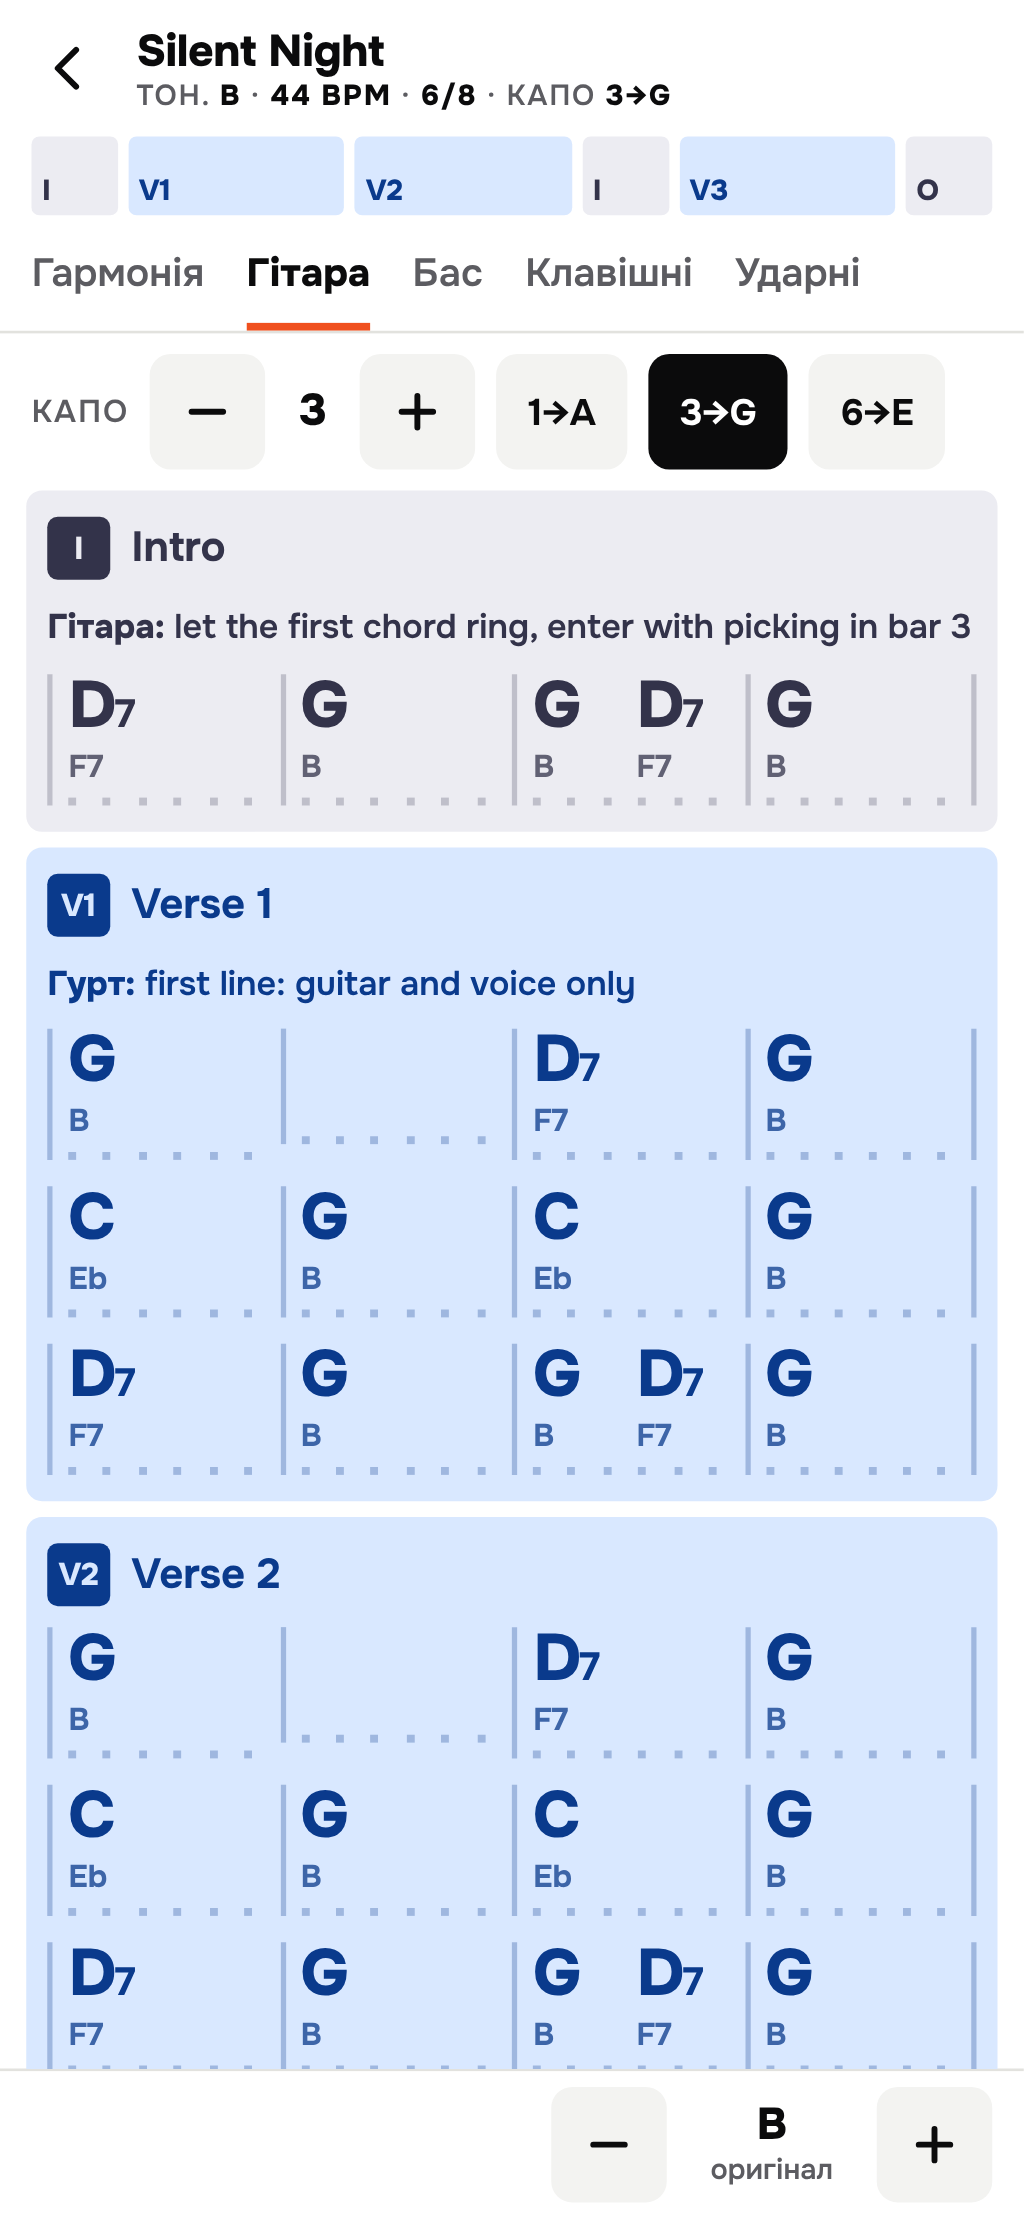 Silent Night
ТОН. B · 44 BPM · 6/8 · КАПО 3→G
I V1 V2 I V3 O
Гармонія Гітара Бас Клавішні Ударні
КАПО − 3 + 1→A 3→G 6→E
I Intro
Гітара: let the first chord ring, enter with picking in bar 3
D7 G G D7 G
F7 B B F7 B
V1 Verse 1
Гурт: first line: guitar and voice only
G D7 G
B F7 B
C G C G
Eb B Eb B
D7 G G D7 G
F7 B B F7 B
V2 Verse 2
G D7 G
B F7 B
C G C G
Eb B Eb B
D7 G G D7 G
F7 B B F7 B
− B +
оригінал